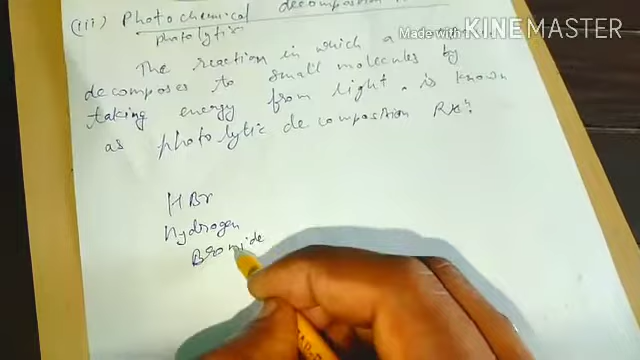 (iii) Photochemical decomposition
photolytic
Made with KINEMASTER
The reaction in which a
decomposes to small molecules by
taking energy from light. is known
as photolytic decomposition Rxn
HBr
Hydrogen
Bromide